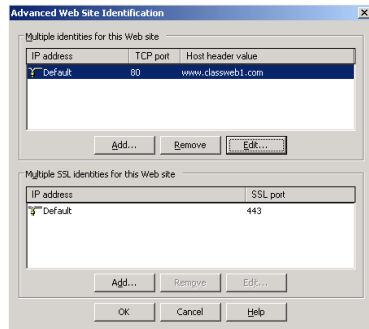 Advanced Web Site Identification
Multiple identities for this Web site
IP address TCP port Host header value
Default 80 www.classweb1.com
Add... Remove Edit...
Multiple SSL identities for this Web site
IP address SSL port
Default 443
Add... Remove Edit...
OK Cancel Help